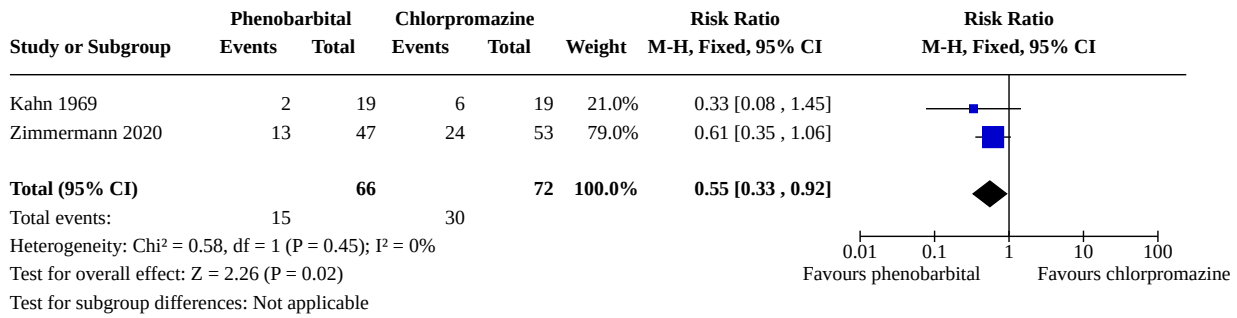 Phenobarbital Chlorpromazine Risk Ratio Risk Ratio
Study or Subgroup Events Total Events Total Weight M-H, Fixed, 95% CI M-H, Fixed, 95% CI
Kahn 1969 2 19 6 19 21.0% 0.33 [0.08 , 1.45]
Zimmermann 2020 13 47 24 53 79.0% 0.61 [0.35 , 1.06]
Total (95% CI) 66 72 100.0% 0.55 [0.33 , 0.92]
Total events: 15 30
Heterogeneity: Chi² = 0.58, df = 1 (P = 0.45); I² = 0%
0.01 0.1 1 10 100
Test for overall effect: Z = 2.26 (P = 0.02) Favours phenobarbital Favours chlorpromazine
Test for subgroup differences: Not applicable